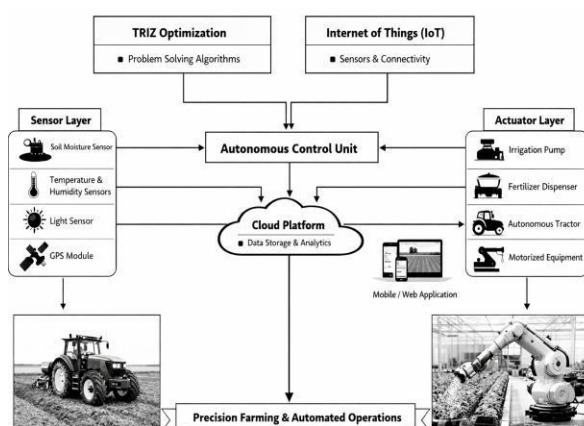 TRIZ Optimization
Problem Solving Algorithms
Internet of Things (IoT)
Sensors & Connectivity
Sensor Layer
Soil Moisture Sensor
Temperature &
Humidity Sensors
Light Sensor
GPS Module
Autonomous Control Unit
Cloud Platform
Data Storage & Analytics
Mobile / Web Application
Actuator Layer
Irrigation Pump
Fertilizer Dispenser
Autonomous Tractor
Motorized Equipment
Precision Farming & Automated Operations